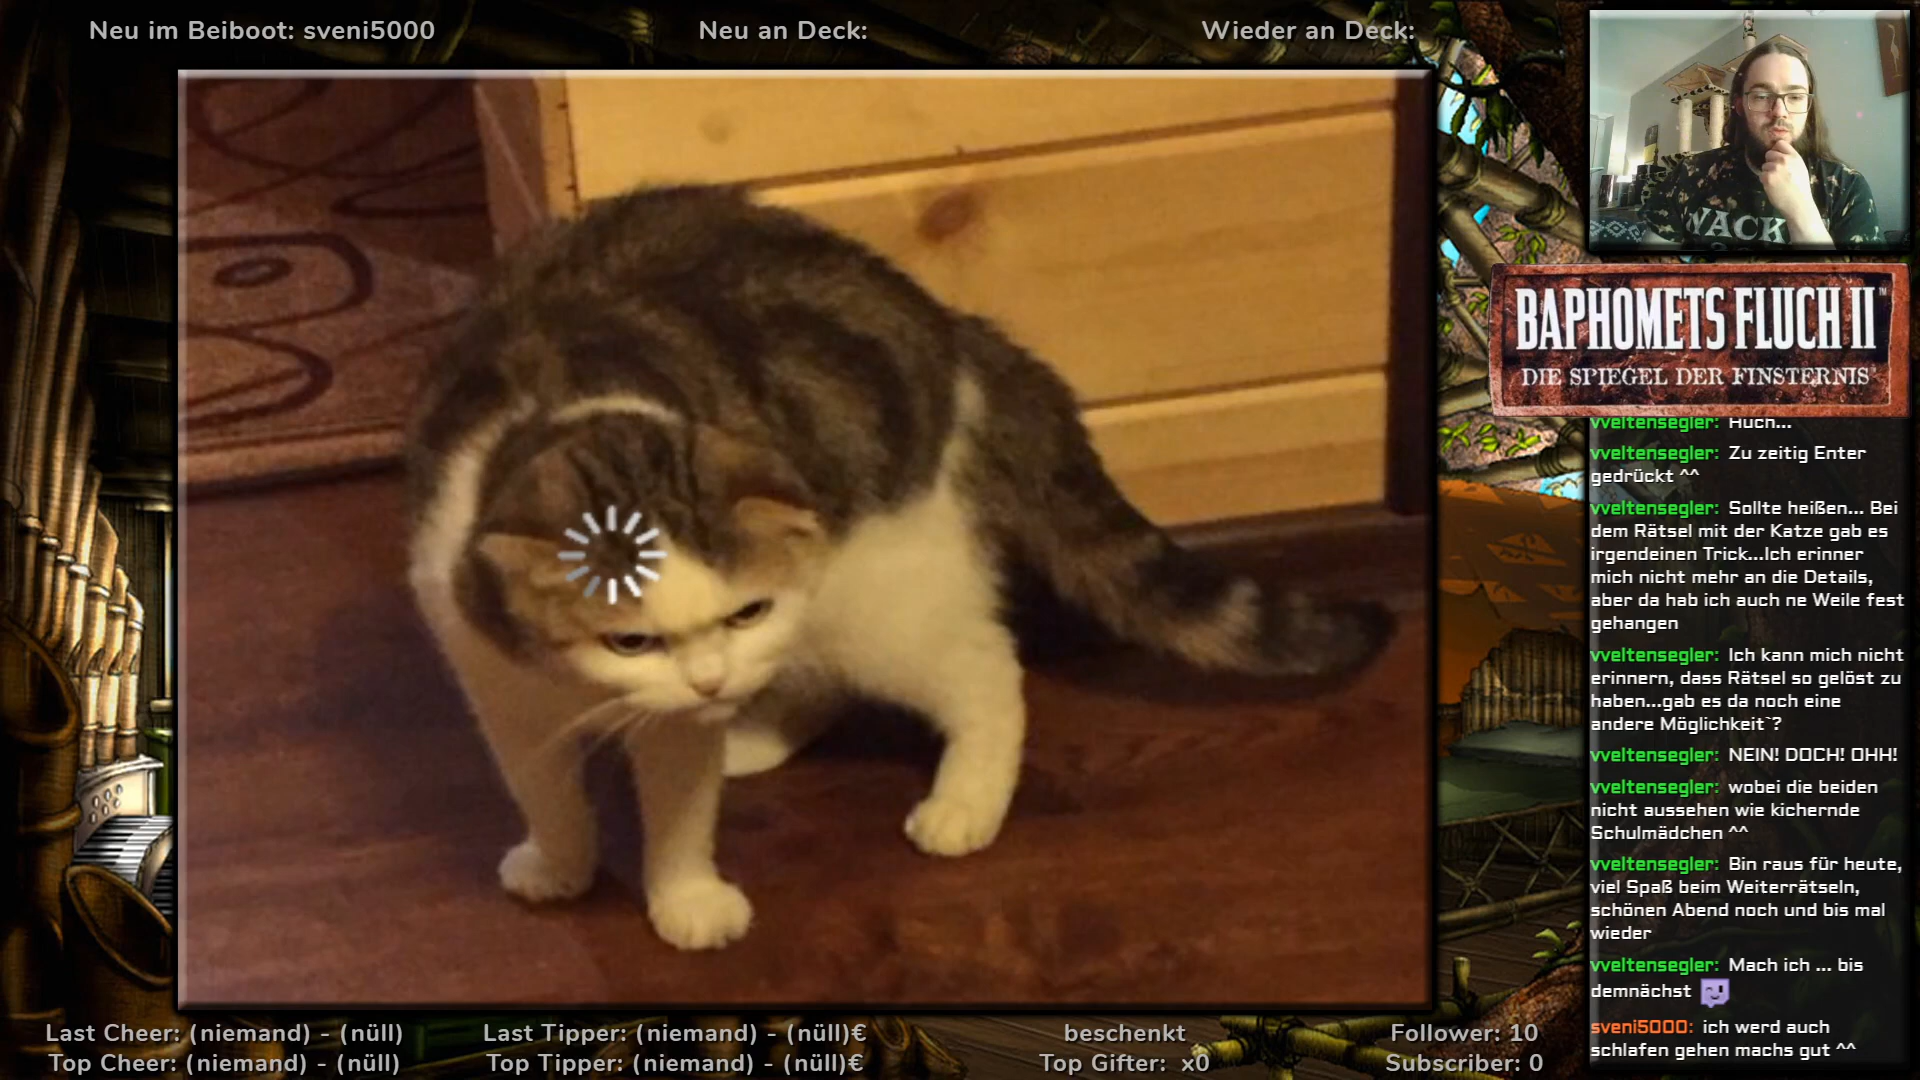 Neu im Beiboot: sveni5000
Neu an Deck:
Wieder an Deck:
WACK
BAPHOMETS FLUCH II™
DIE SPIEGEL DER FINSTERNIS
vveltensegler: Huch...
vveltensegler: Zu zeitig Enter
gedrückt ^^
vveltensegler: Sollte heißen... Bei
dem Rätsel mit der Katze gab es
irgendeinen Trick...Ich erinner
mich nicht mehr an die Details,
aber da hab ich auch ne Weile fest
gehangen
vveltensegler: Ich kann mich nicht
erinnern, dass Rätsel so gelöst zu
haben...gab es da noch eine
andere Möglichkeit`?
vveltensegler: NEIN! DOCH! OHH!
vveltensegler: wobei die beiden
nicht aussehen wie kichernde
Schulmädchen ^^
vveltensegler: Bin raus für heute,
viel Spaß beim Weiterrätseln,
schönen Abend noch und bis mal
wieder
vveltensegler: Mach ich ... bis
demnächst
sveni5000: ich werd auch
schlafen gehen machs gut ^^
Last Cheer: (niemand) - (nüll)
Last Tipper: (niemand) - (nüll)€
beschenkt
Follower: 10
Top Cheer: (niemand) - (nüll)
Top Tipper: (niemand) - (nüll)€
Top Gifter: x0
Subscriber: 0